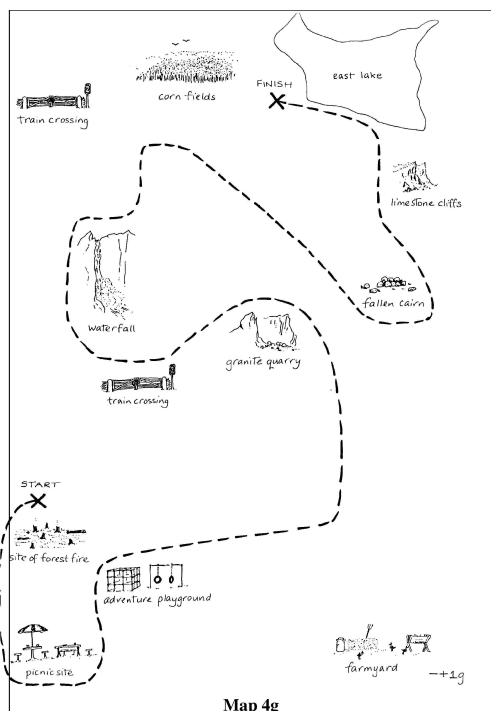 east lake
FINISH
corn fields
train crossing
limestone cliffs
fallen cairn
waterfall
granite quarry
train crossing
START
site of forest fire
adventure playground
picnic site
farmyard
-+1g
Map 4g